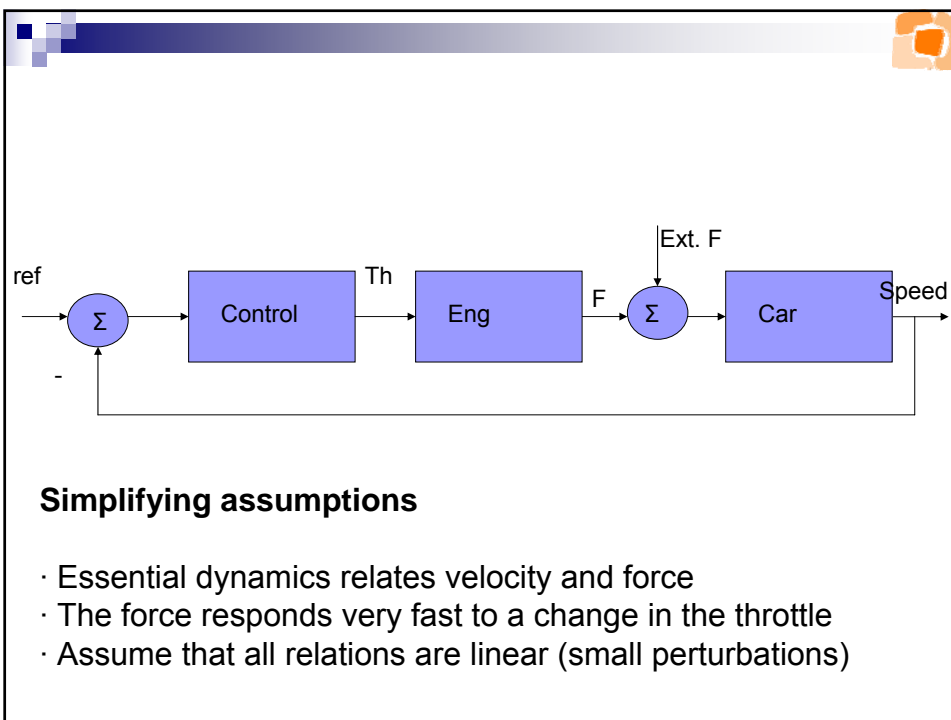 Ext. F
ref
Th
F
Speed
Σ
Control
Eng
Σ
Car
-
Simplifying assumptions
· Essential dynamics relates velocity and force
· The force responds very fast to a change in the throttle
· Assume that all relations are linear (small perturbations)